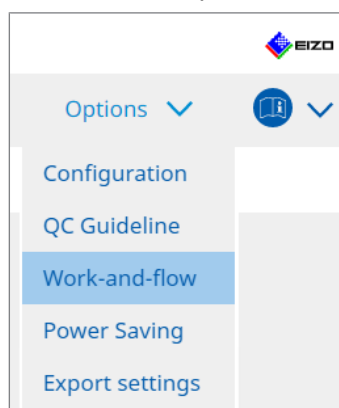 EIZO
Options
Configuration
QC Guideline
Work-and-flow
Power Saving
Export settings